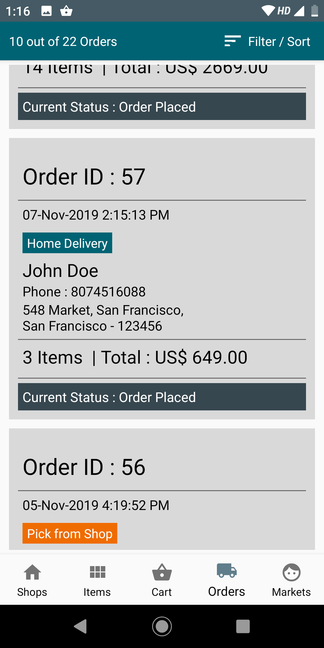 1:16 HD
10 out of 22 Orders Filter / Sort
14 Items | Total : US$ 2669.00
Current Status : Order Placed
Order ID : 57
07-Nov-2019 2:15:13 PM
Home Delivery
John Doe
Phone : 8074516088
548 Market, San Francisco,
San Francisco - 123456
3 Items | Total : US$ 649.00
Current Status : Order Placed
Order ID : 56
05-Nov-2019 4:19:52 PM
Pick from Shop
Shops Items Cart Orders Markets